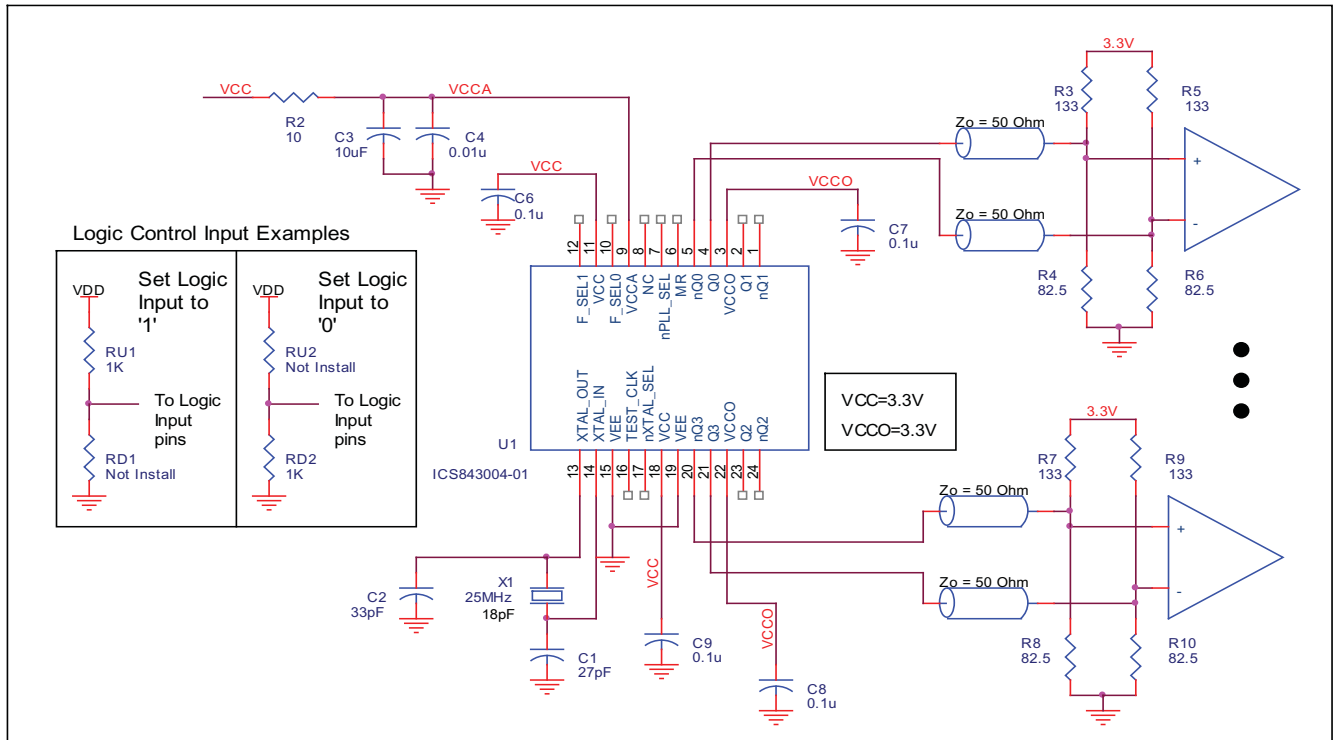 VCC
R2
10
VCCA
C3
10uF
C4
0.01u
VCC
C6
0.1u
VCCO
C7
0.1u
Zo = 50 Ohm
Zo = 50 Ohm
3.3V
R3
133
R5
133
R4
82.5
R6
82.5
+
-
Logic Control Input Examples
Set Logic
Input to
'1'
VDD
RU1
1K
To Logic
Input
pins
RD1
Not Install
Set Logic
Input to
'0'
VDD
RU2
Not Install
To Logic
Input
pins
RD2
1K
12
11
10
9
8
7
6
5
4
3
2
1
F_SEL1
VCC
F_SEL0
VCCA
NC
nPLL_SEL
MR
nQ0
Q0
VCCO
Q1
nQ1
XTAL_OUT
XTAL_IN
VEE
TEST_CLK
nXTAL_SEL
VCC
VEE
nQ3
Q3
VCCO
Q2
nQ2
13
14
15
16
17
18
19
20
21
22
23
24
U1
ICS843004-01
VCC=3.3V
VCCO=3.3V
C2
33pF
X1
25MHz
18pF
C1
27pF
VCC
C9
0.1u
VCCO
C8
0.1u
Zo = 50 Ohm
Zo = 50 Ohm
3.3V
R7
133
R9
133
R8
82.5
R10
82.5
+
-